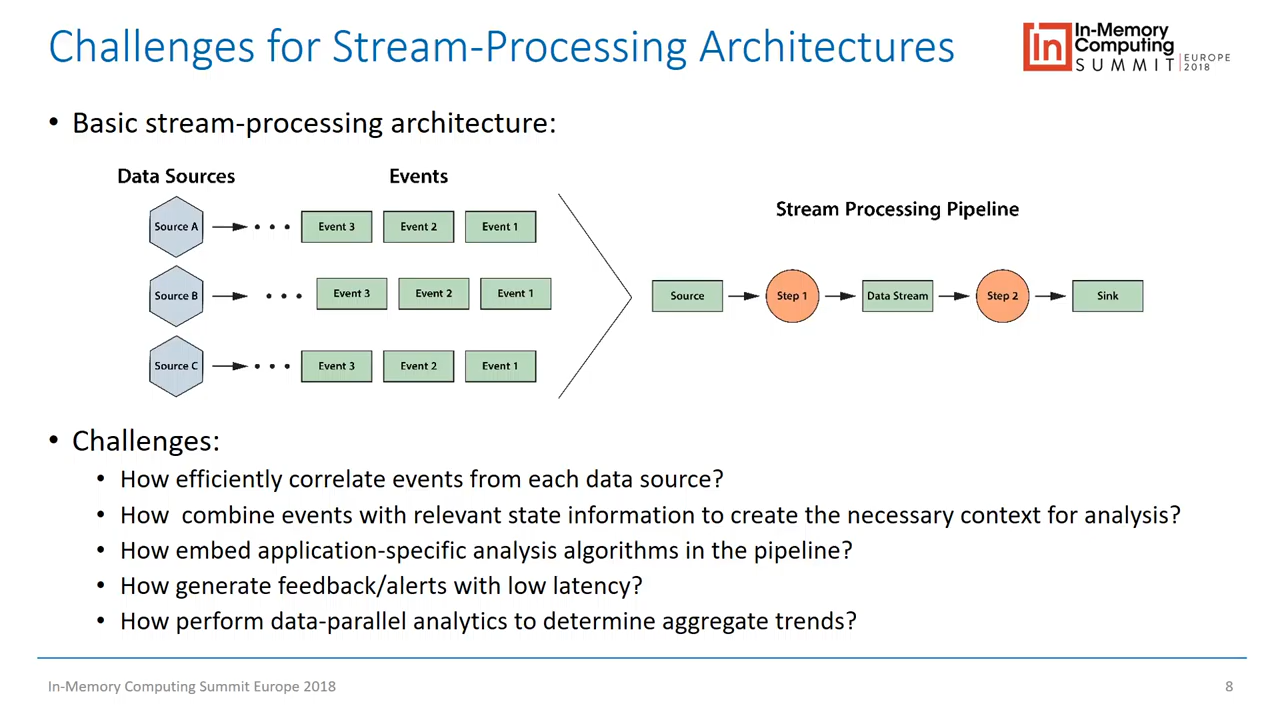 Challenges for Stream-Processing Architectures
In-Memory
Computing
SUMMIT
EUROPE
2018
• Basic stream-processing architecture:
Data Sources
Events
Stream Processing Pipeline
Source A
Event 3
Event 2
Event 1
Source B
Event 3
Event 2
Event 1
Source
Step 1
Data Stream
Step 2
Sink
Source C
Event 3
Event 2
Event 1
• Challenges:
• How efficiently correlate events from each data source?
• How  combine events with relevant state information to create the necessary context for analysis?
• How embed application-specific analysis algorithms in the pipeline?
• How generate feedback/alerts with low latency?
• How perform data-parallel analytics to determine aggregate trends?
In-Memory Computing Summit Europe 2018
8